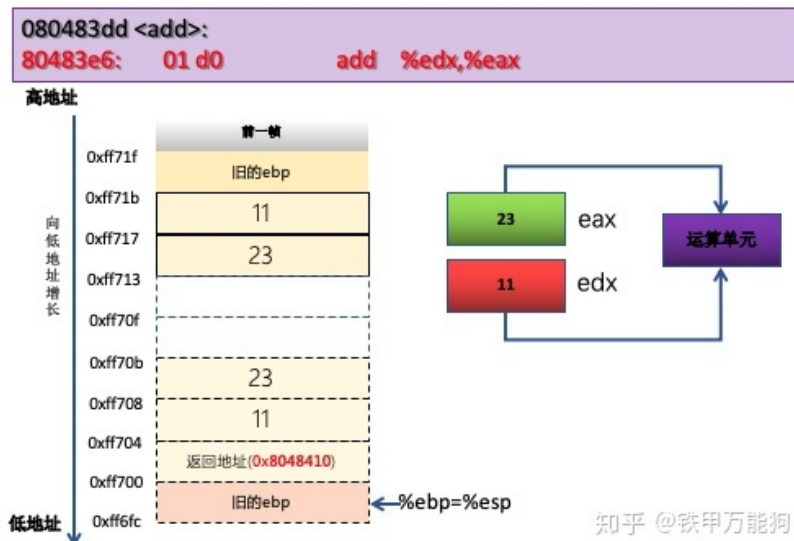 080483dd <add>:
80483e6: 01 d0 add %edx,%eax
高地址
前一帧
0xff71f
旧的ebp
0xff71b
11
0xff717
23
0xff713
0xff70f
0xff70b
23
0xff708
11
0xff704
返回地址(0x8048410)
0xff700
旧的ebp
0xff6fc
%ebp=%esp
向低地址增长
低地址
23
eax
11
edx
运算单元
知乎 @铁甲万能狗